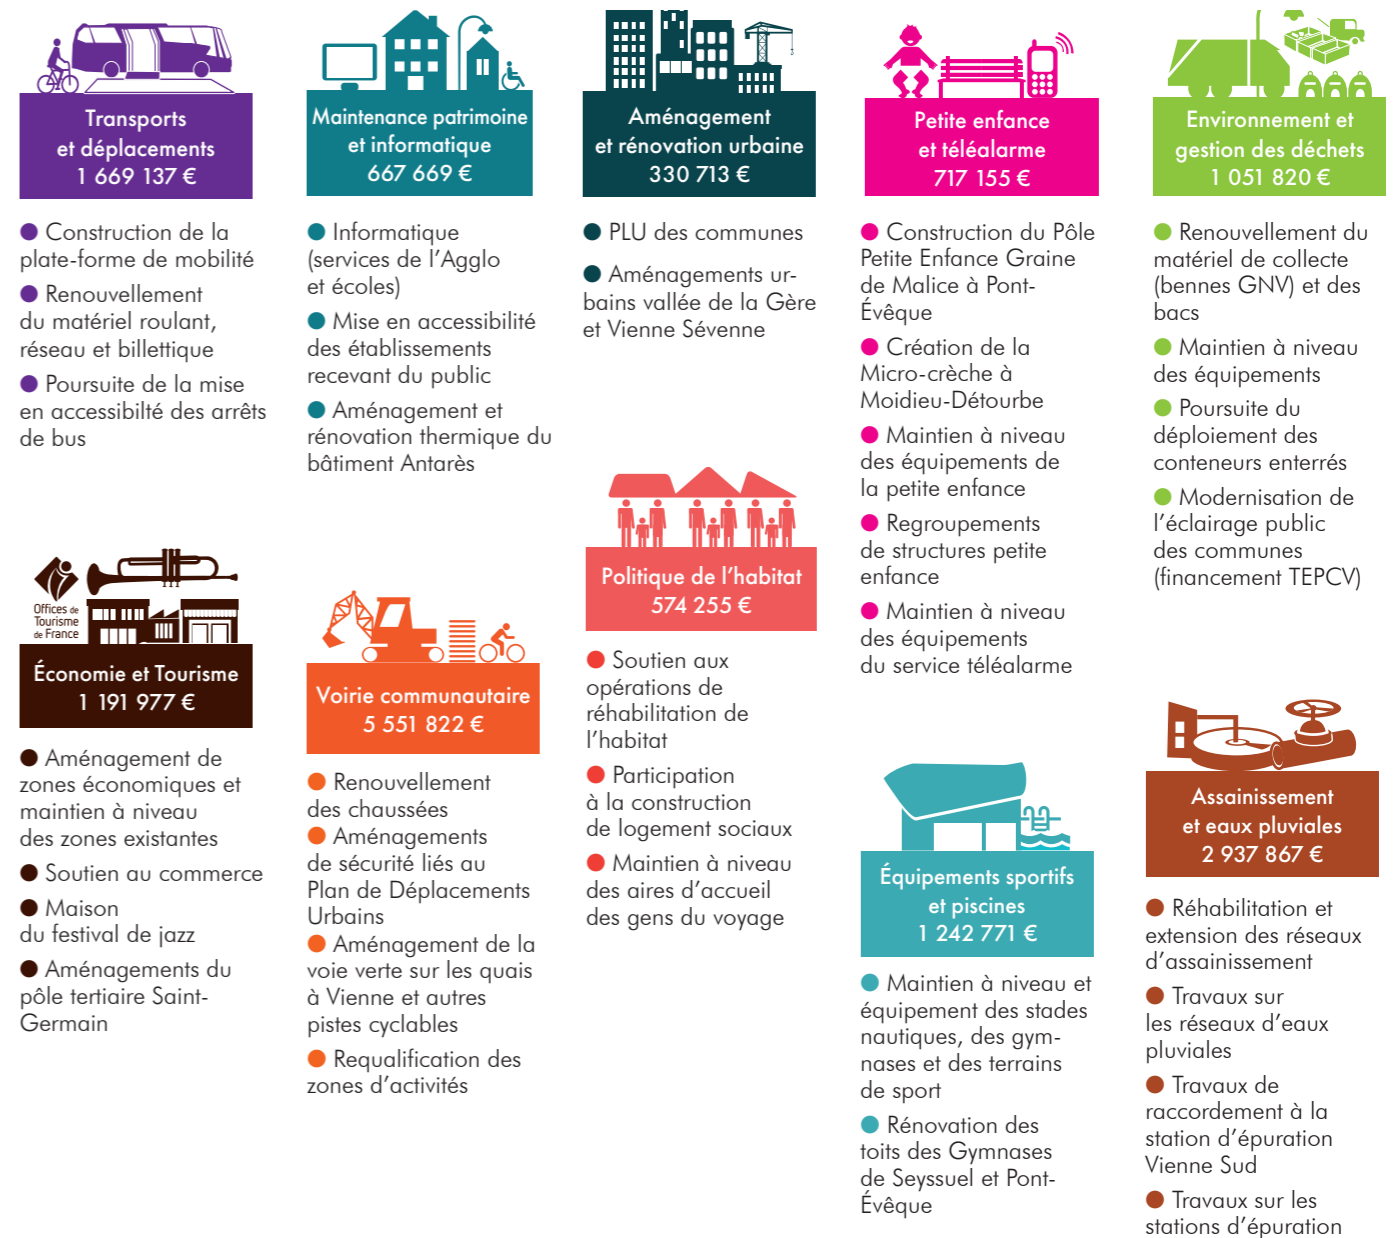 Transports
et déplacements
1 669 137 €
● Construction de la
plate-forme de mobilité
● Renouvellement
du matériel roulant,
réseau et billettique
● Poursuite de la mise
en accessibilté des arrêts
de bus
Maintenance patrimoine
et informatique
667 669 €
● Informatique
(services de l’Agglo
et écoles)
● Mise en accessibilité
des établissements
recevant du public
● Aménagement et
rénovation thermique du
bâtiment Antarès
Aménagement
et rénovation urbaine
330 713 €
● PLU des communes
● Aménagements ur-
bains vallée de la Gère
et Vienne Sévenne
Petite enfance
et téléalarme
717 155 €
● Construction du Pôle
Petite Enfance Graine
de Malice à Pont-
Évêque
● Création de la
Micro-crèche à
Moidieu-Détourbe
● Maintien à niveau
des équipements de
la petite enfance
● Regroupements
de structures petite
enfance
● Maintien à niveau
des équipements
du service téléalarme
Environnement et
gestion des déchets
1 051 820 €
● Renouvellement du
matériel de collecte
(bennes GNV) et des
bacs
● Maintien à niveau
des équipements
● Poursuite du
déploiement des
conteneurs enterrés
● Modernisation de
l’éclairage public
des communes
(financement TEPCV)
Offices de
Tourisme
de France
Économie et Tourisme
1 191 977 €
● Aménagement de
zones économiques et
maintien à niveau
des zones existantes
● Soutien au commerce
● Maison
du festival de jazz
● Aménagements du
pôle tertiaire Saint-
Germain
Voirie communautaire
5 551 822 €
● Renouvellement
des chaussées
● Aménagements
de sécurité liés au
Plan de Déplacements
Urbains
● Aménagement de la
voie verte sur les quais
à Vienne et autres
pistes cyclables
● Requalification des
zones d’activités
Politique de l’habitat
574 255 €
● Soutien aux
opérations de
réhabilitation de
l’habitat
● Participation
à la construction
de logement sociaux
● Maintien à niveau
des aires d’accueil
des gens du voyage
Équipements sportifs
et piscines
1 242 771 €
● Maintien à niveau et
équipement des stades
nautiques, des gym-
nases et des terrains
de sport
● Rénovation des
toits des Gymnases
de Seyssuel et Pont-
Évêque
Assainissement
et eaux pluviales
2 937 867 €
● Réhabilitation et
extension des réseaux
d’assainissement
● Travaux sur
les réseaux d’eaux
pluviales
● Travaux de
raccordement à la
station d’épuration
Vienne Sud
● Travaux sur les
stations d’épuration